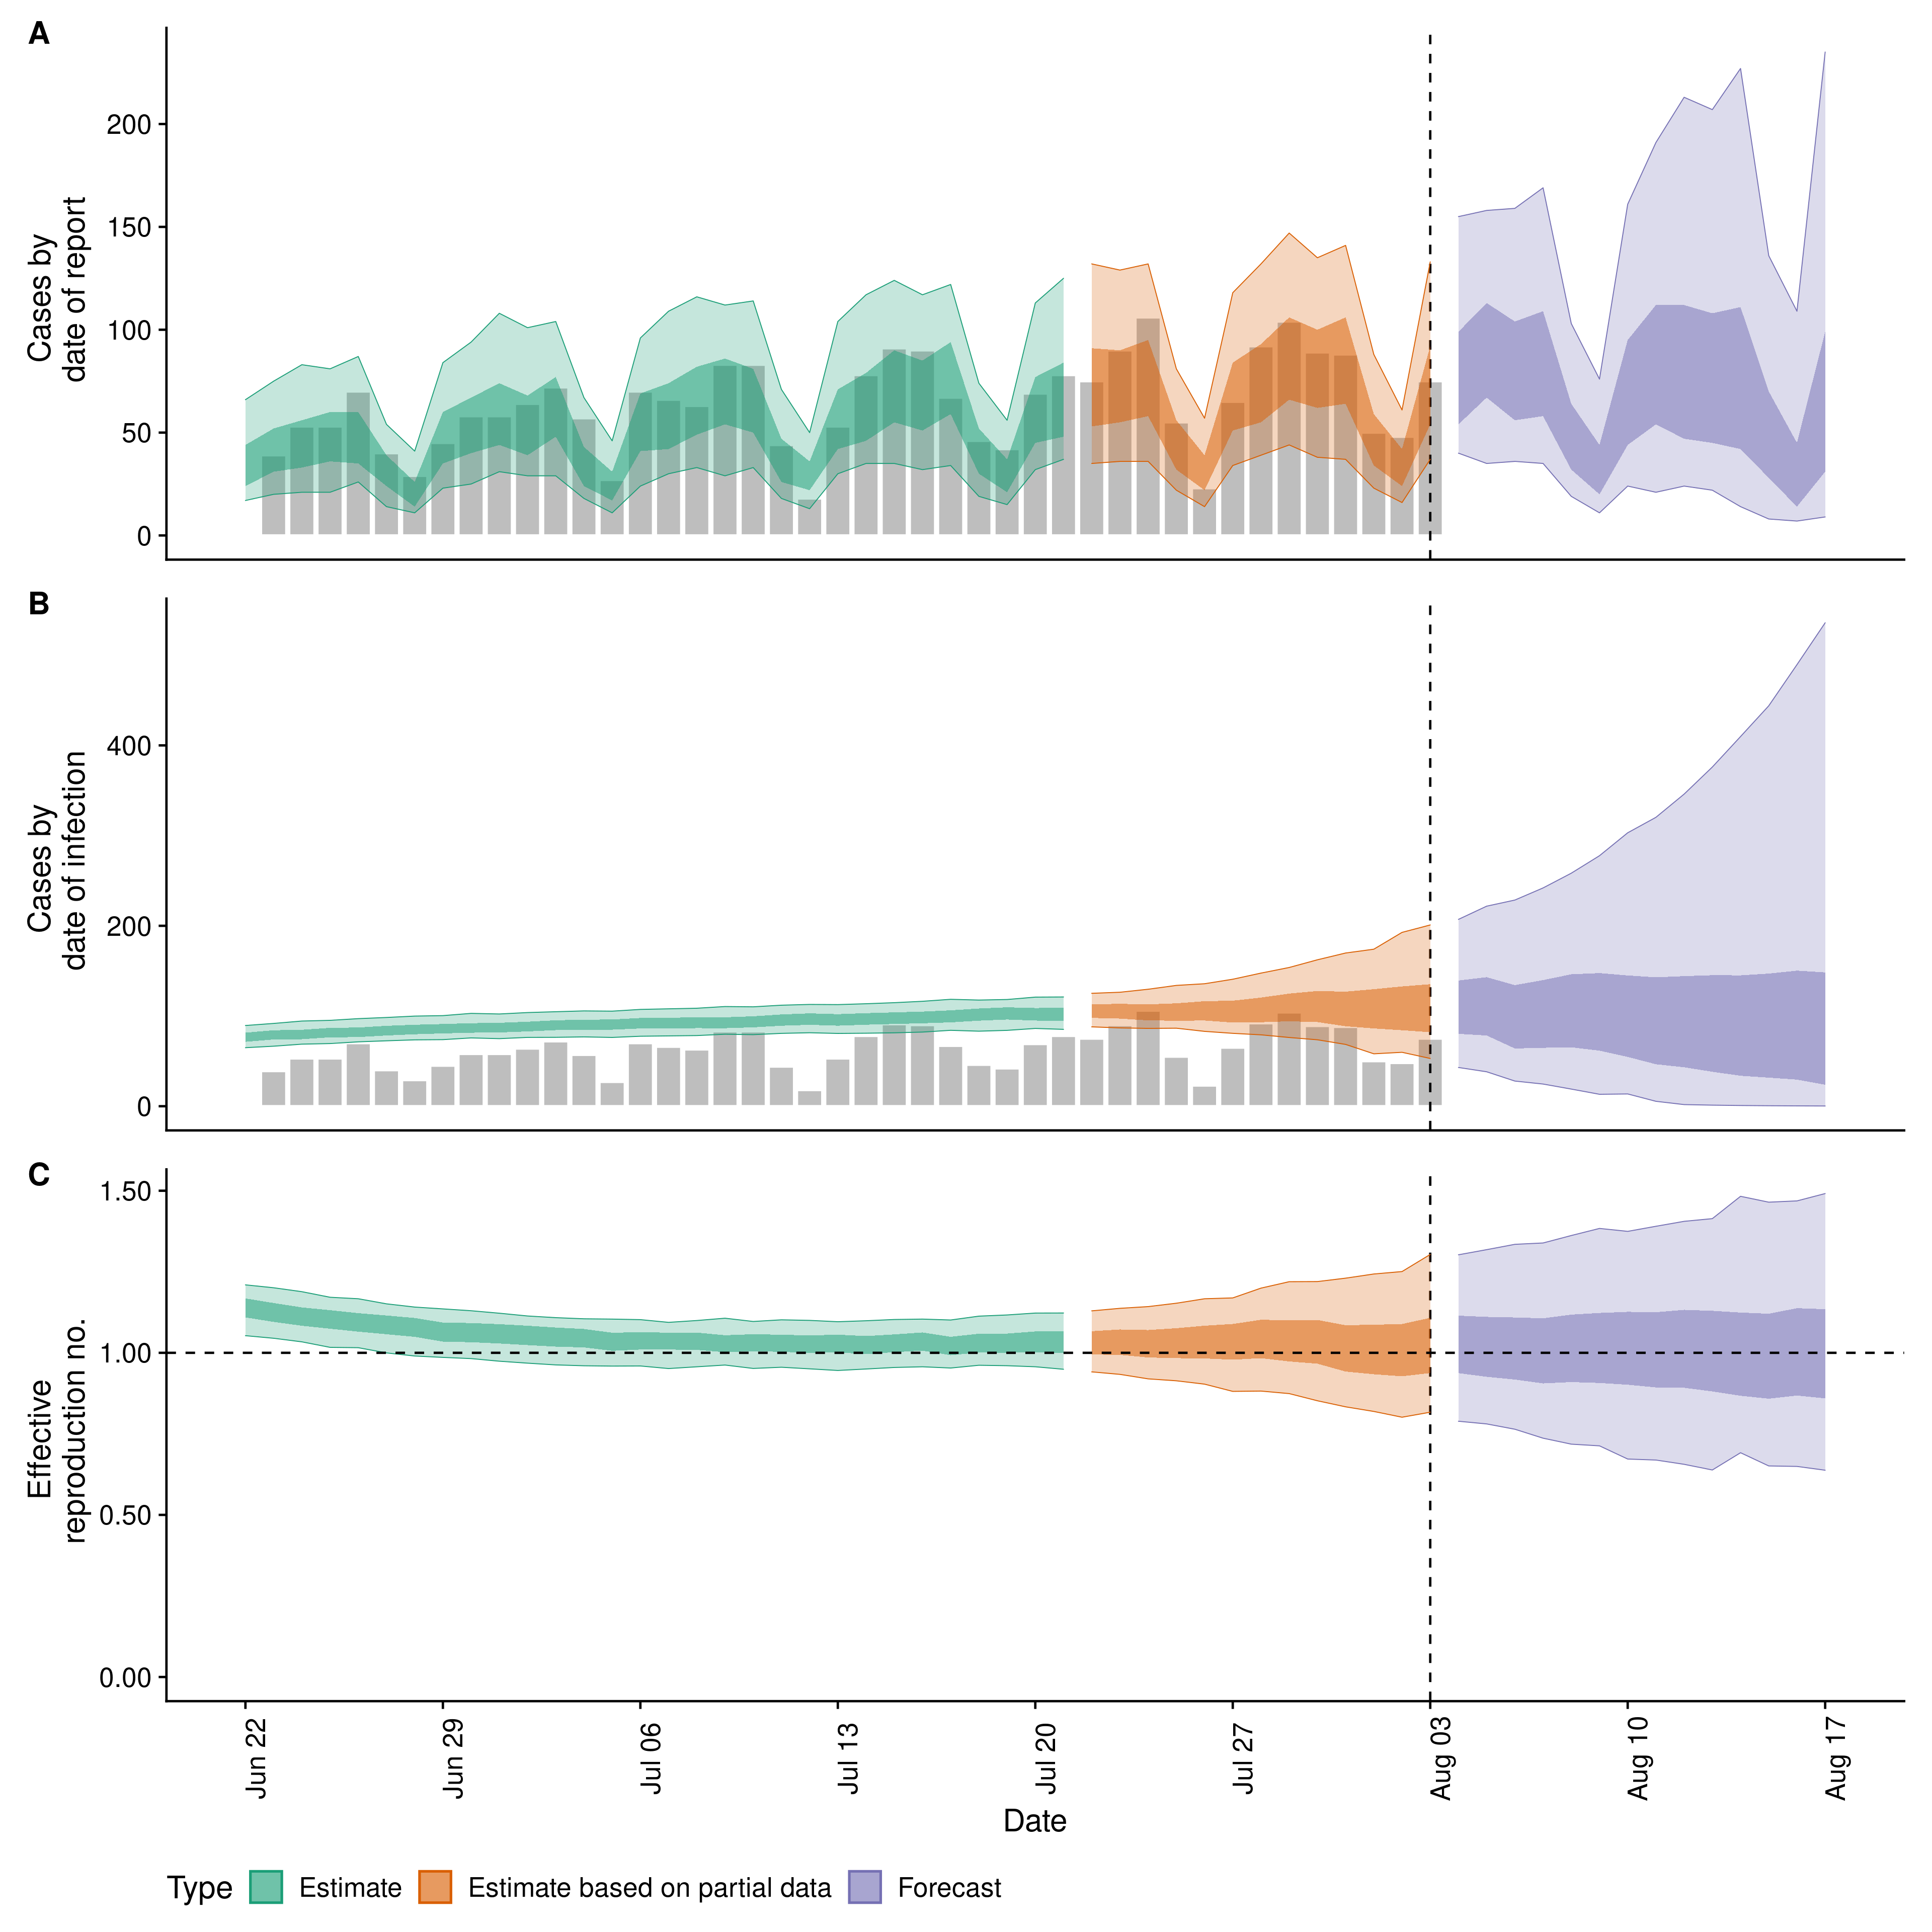 A
Cases by
date of report
200
150
100
50
0
B
Cases by
date of infection
400
200
0
C
Effective
reproduction no.
1.50
1.00
0.50
0.00
Jun 22
Jun 29
Jul 06
Jul 13
Jul 20
Jul 27
Aug 03
Aug 10
Aug 17
Date
Type Estimate Estimate based on partial data Forecast